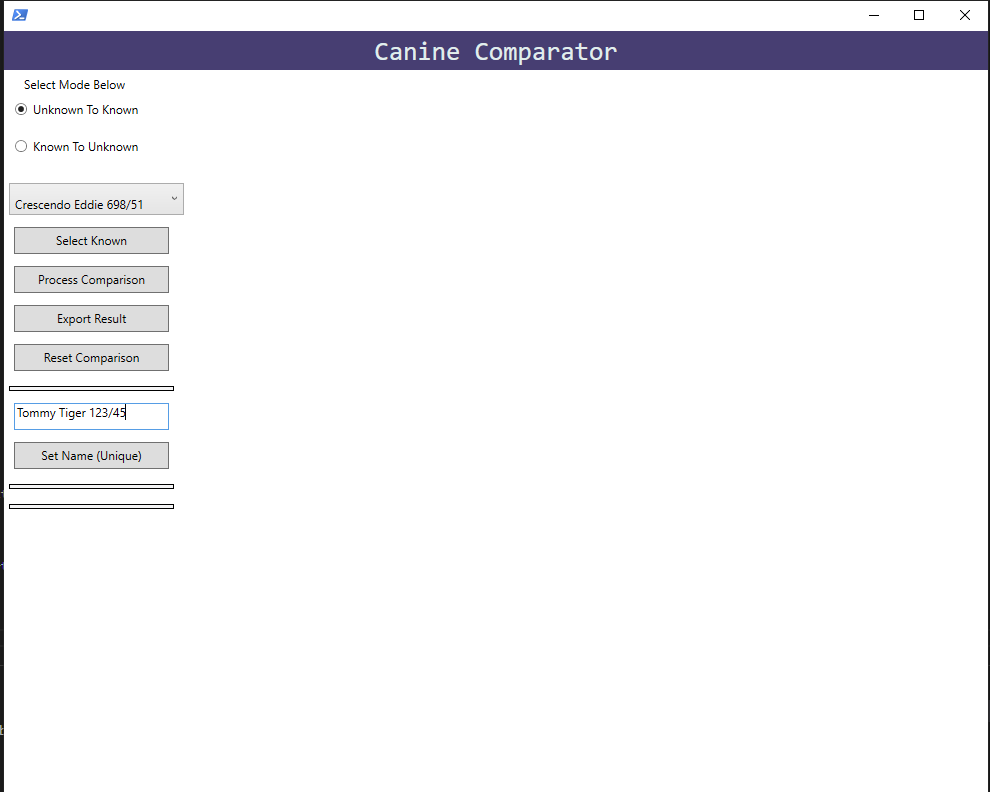 Canine Comparator
Select Mode Below
Unknown To Known
Known To Unknown
Crescendo Eddie 698/51
Select Known
Process Comparison
Export Result
Reset Comparison
Tommy Tiger 123/45
Set Name (Unique)